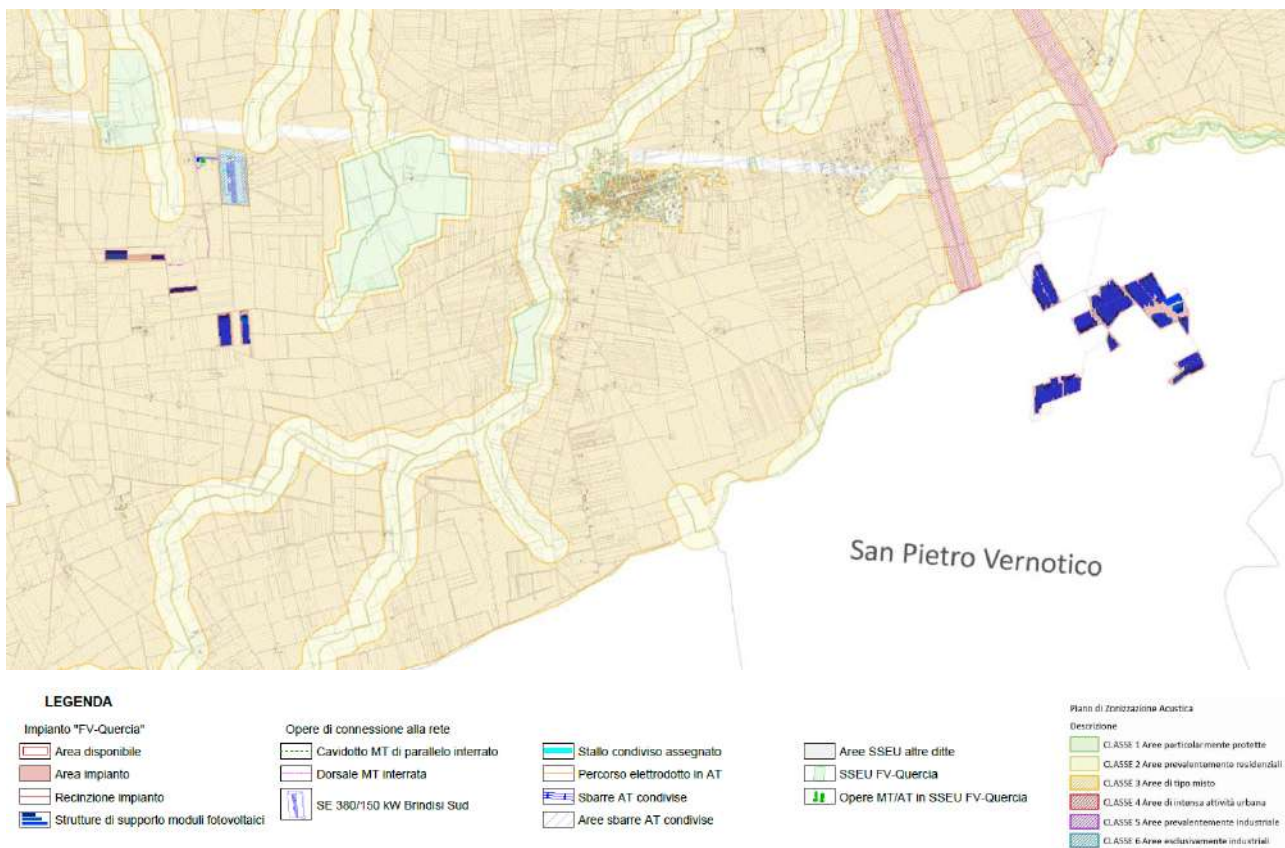 San Pietro Vernotico
LEGENDA
Impianto "FV-Quercia"
Area disponibile
Area impianto
Recinzione impianto
Strutture di supporto moduli fotovoltaici
Opere di connessione alla rete
Cavidotto MT di parallelo interrato
Dorsale MT interrata
SE 380/150 kW Brindisi Sud
Stallo condiviso assegnato
Percorso elettrodotto in AT
Sbarre AT condivise
Aree sbarre AT condivise
Aree SSEU altre ditte
SSEU FV-Quercia
Opere MT/AT in SSEU FV-Quercia
Piano di Zonizzazione Acustica
Descrizione
CLASSE 1 Aree particolarmente protette
CLASSE 2 Aree prevalentemente residenziali
CLASSE 3 Aree di tipo misto
CLASSE 4 Aree di intensa attività urbana
CLASSE 5 Aree prevalentemente industriale
CLASSE 6 Aree esclusivamente industriali